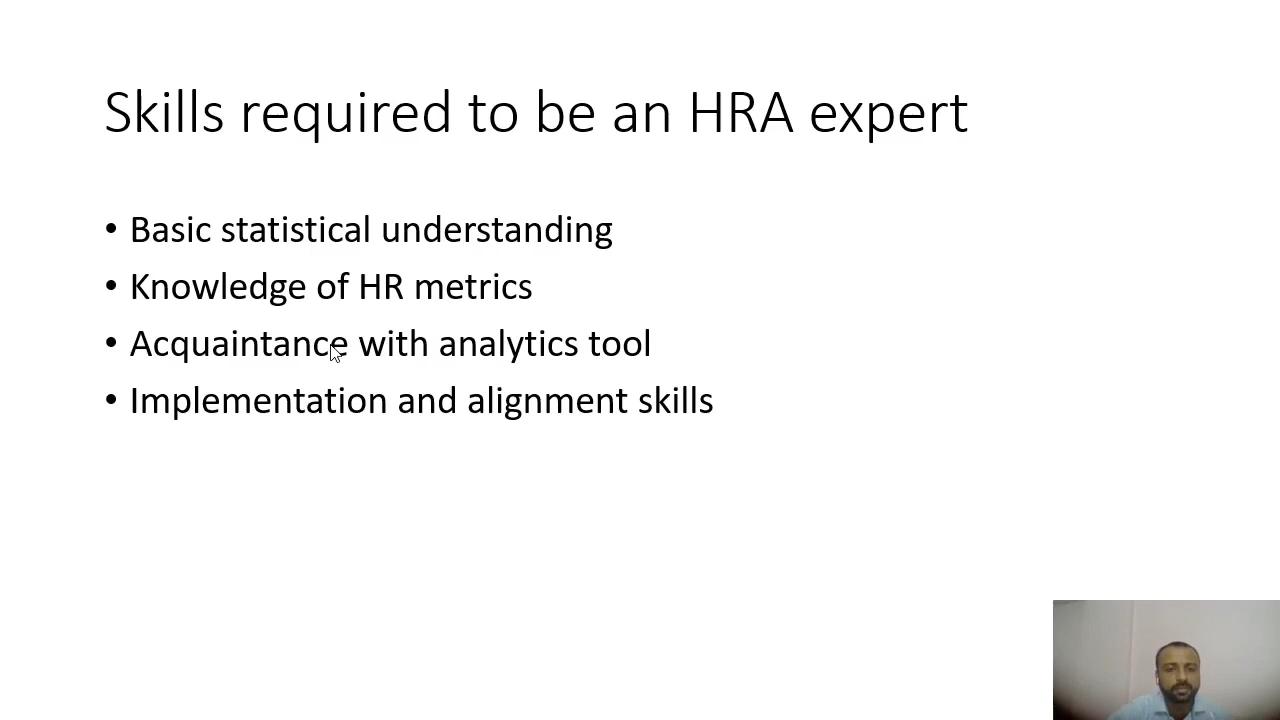 Skills required to be an HRA expert
• Basic statistical understanding
• Knowledge of HR metrics
• Acquaintance with analytics tool
• Implementation and alignment skills